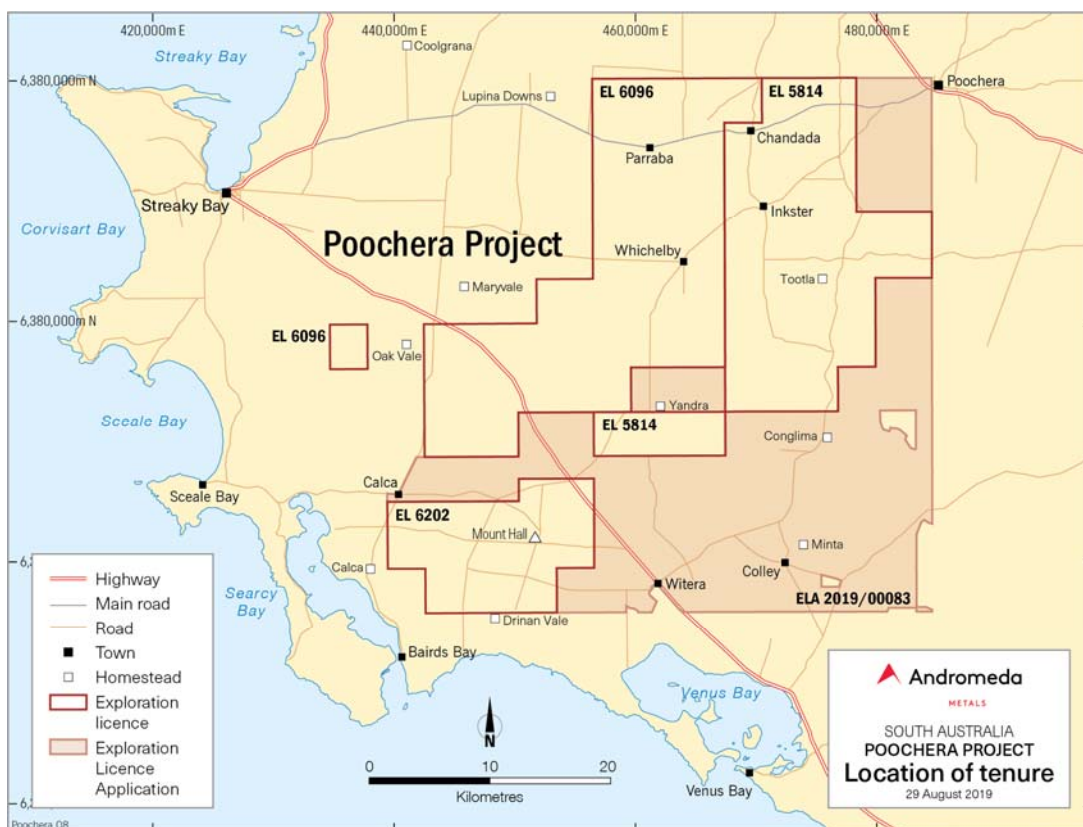 420,000m E
440,000m E
460,000m E
480,000m E
Streaky Bay
Coolgrana
6,380,000m N
Lupina Downs
EL 6096
EL 5814
Poochera
Chandada
Parraba
Streaky Bay
Inkster
Corvisart Bay
Poochera Project
Whichelby
Maryvale
Tootla
6,380,000m N
EL 6096
Oak Vale
Yandra
Sceale Bay
EL 5814
Conglima
Calca
Sceale Bay
EL 6202
Mount Hall
Minta
Calca
Colley
Witera
ELA 2019/00083
Searcy
Bay
Drinan Vale
Bairds Bay
Venus Bay
Venus Bay
Highway
Main road
Road
Town
Homestead
Exploration
licence
Exploration
Licence
Application
N
0
10
20
Kilometres
Andromeda
METALS
SOUTH AUSTRALIA
POOCHERA PROJECT
Location of tenure
29 August 2019